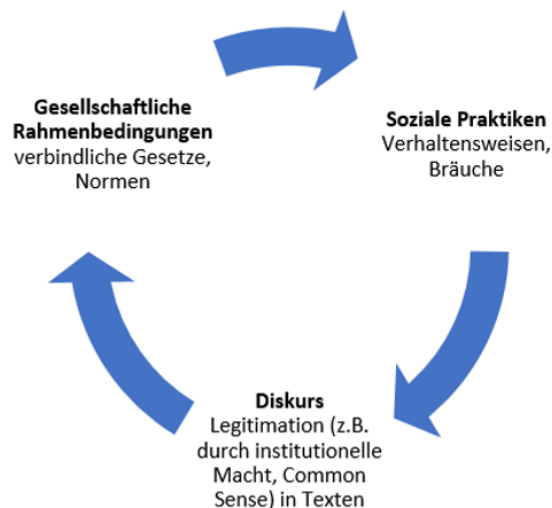 Gesellschaftliche
Rahmenbedingungen
verbindliche Gesetze,
Normen
Soziale Praktiken
Verhaltensweisen,
Bräuche
Diskurs
Legitimation (z.B.
durch institutionelle
Macht, Common
Sense) in Texten